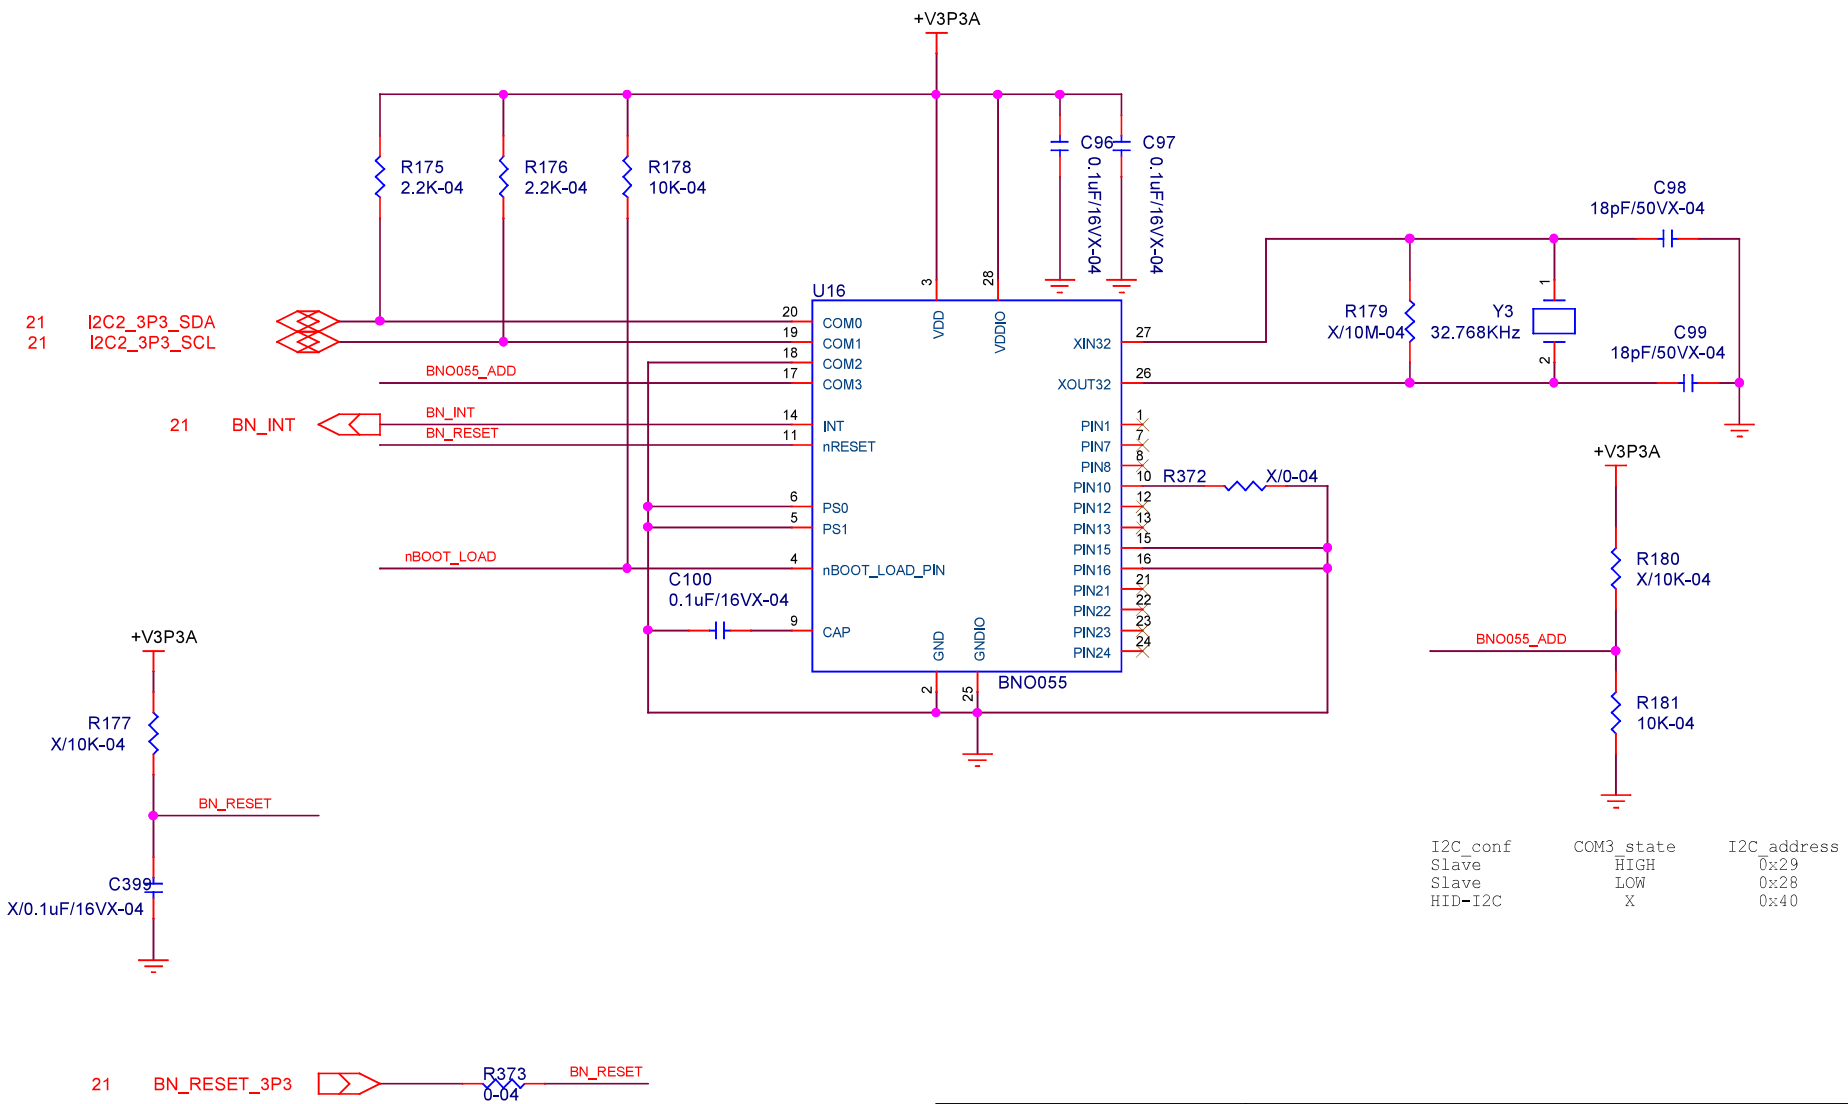 +V3P3A
R175
2.2K-04
R176
2.2K-04
R178
10K-04
C96
0.1uF/16VX-04
C97
0.1uF/16VX-04
C98
18pF/50VX-04
R179
X/10M-04
Y3
32.768KHz
1
2
C99
18pF/50VX-04
21 I2C2_3P3_SDA
21 I2C2_3P3_SCL
BNO055_ADD
21 BN_INT
BN_INT
BN_RESET
nBOOT_LOAD
C100
0.1uF/16VX-04
U16
3 VDD
28 VDDIO
20 COM0
19 COM1
18 COM2
17 COM3
14 INT
11 nRESET
6 PS0
5 PS1
4 nBOOT_LOAD_PIN
9 CAP
2 GND
25 GNDIO
BNO055
XIN32 27
XOUT32 26
PIN1 1
PIN7 7
PIN8 8
PIN10 10
PIN12 12
PIN13 13
PIN15 15
PIN16 16
PIN21 21
PIN22 22
PIN23 23
PIN24 24
R372 X/0-04
+V3P3A
R180
X/10K-04
BNO055_ADD
R181
10K-04
+V3P3A
R177
X/10K-04
BN_RESET
C399
X/0.1uF/16VX-04
I2C_conf COM3_state I2C_address
Slave HIGH 0x29
Slave LOW 0x28
HID-I2C X 0x40
21 BN_RESET_3P3
R373
0-04
BN_RESET